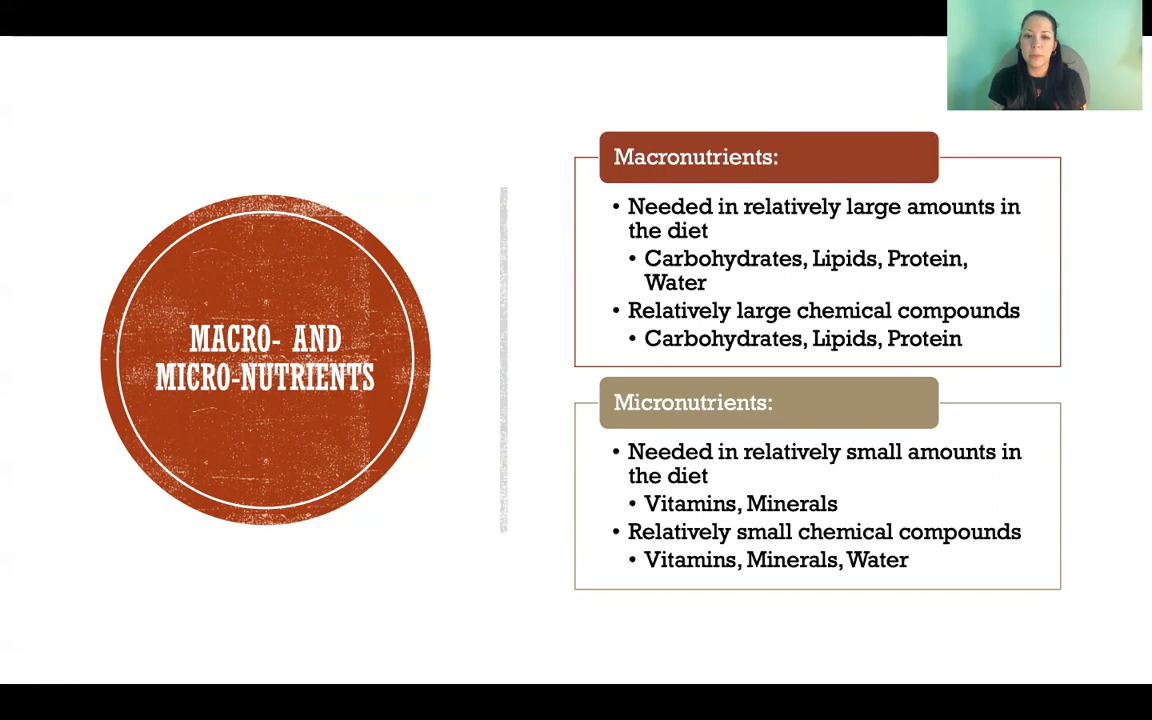 MACRO- AND
MICRO-NUTRIENTS
Macronutrients:
• Needed in relatively large amounts in
the diet
• Carbohydrates, Lipids, Protein,
Water
• Relatively large chemical compounds
• Carbohydrates, Lipids, Protein
Micronutrients:
• Needed in relatively small amounts in
the diet
• Vitamins, Minerals
• Relatively small chemical compounds
• Vitamins, Minerals, Water